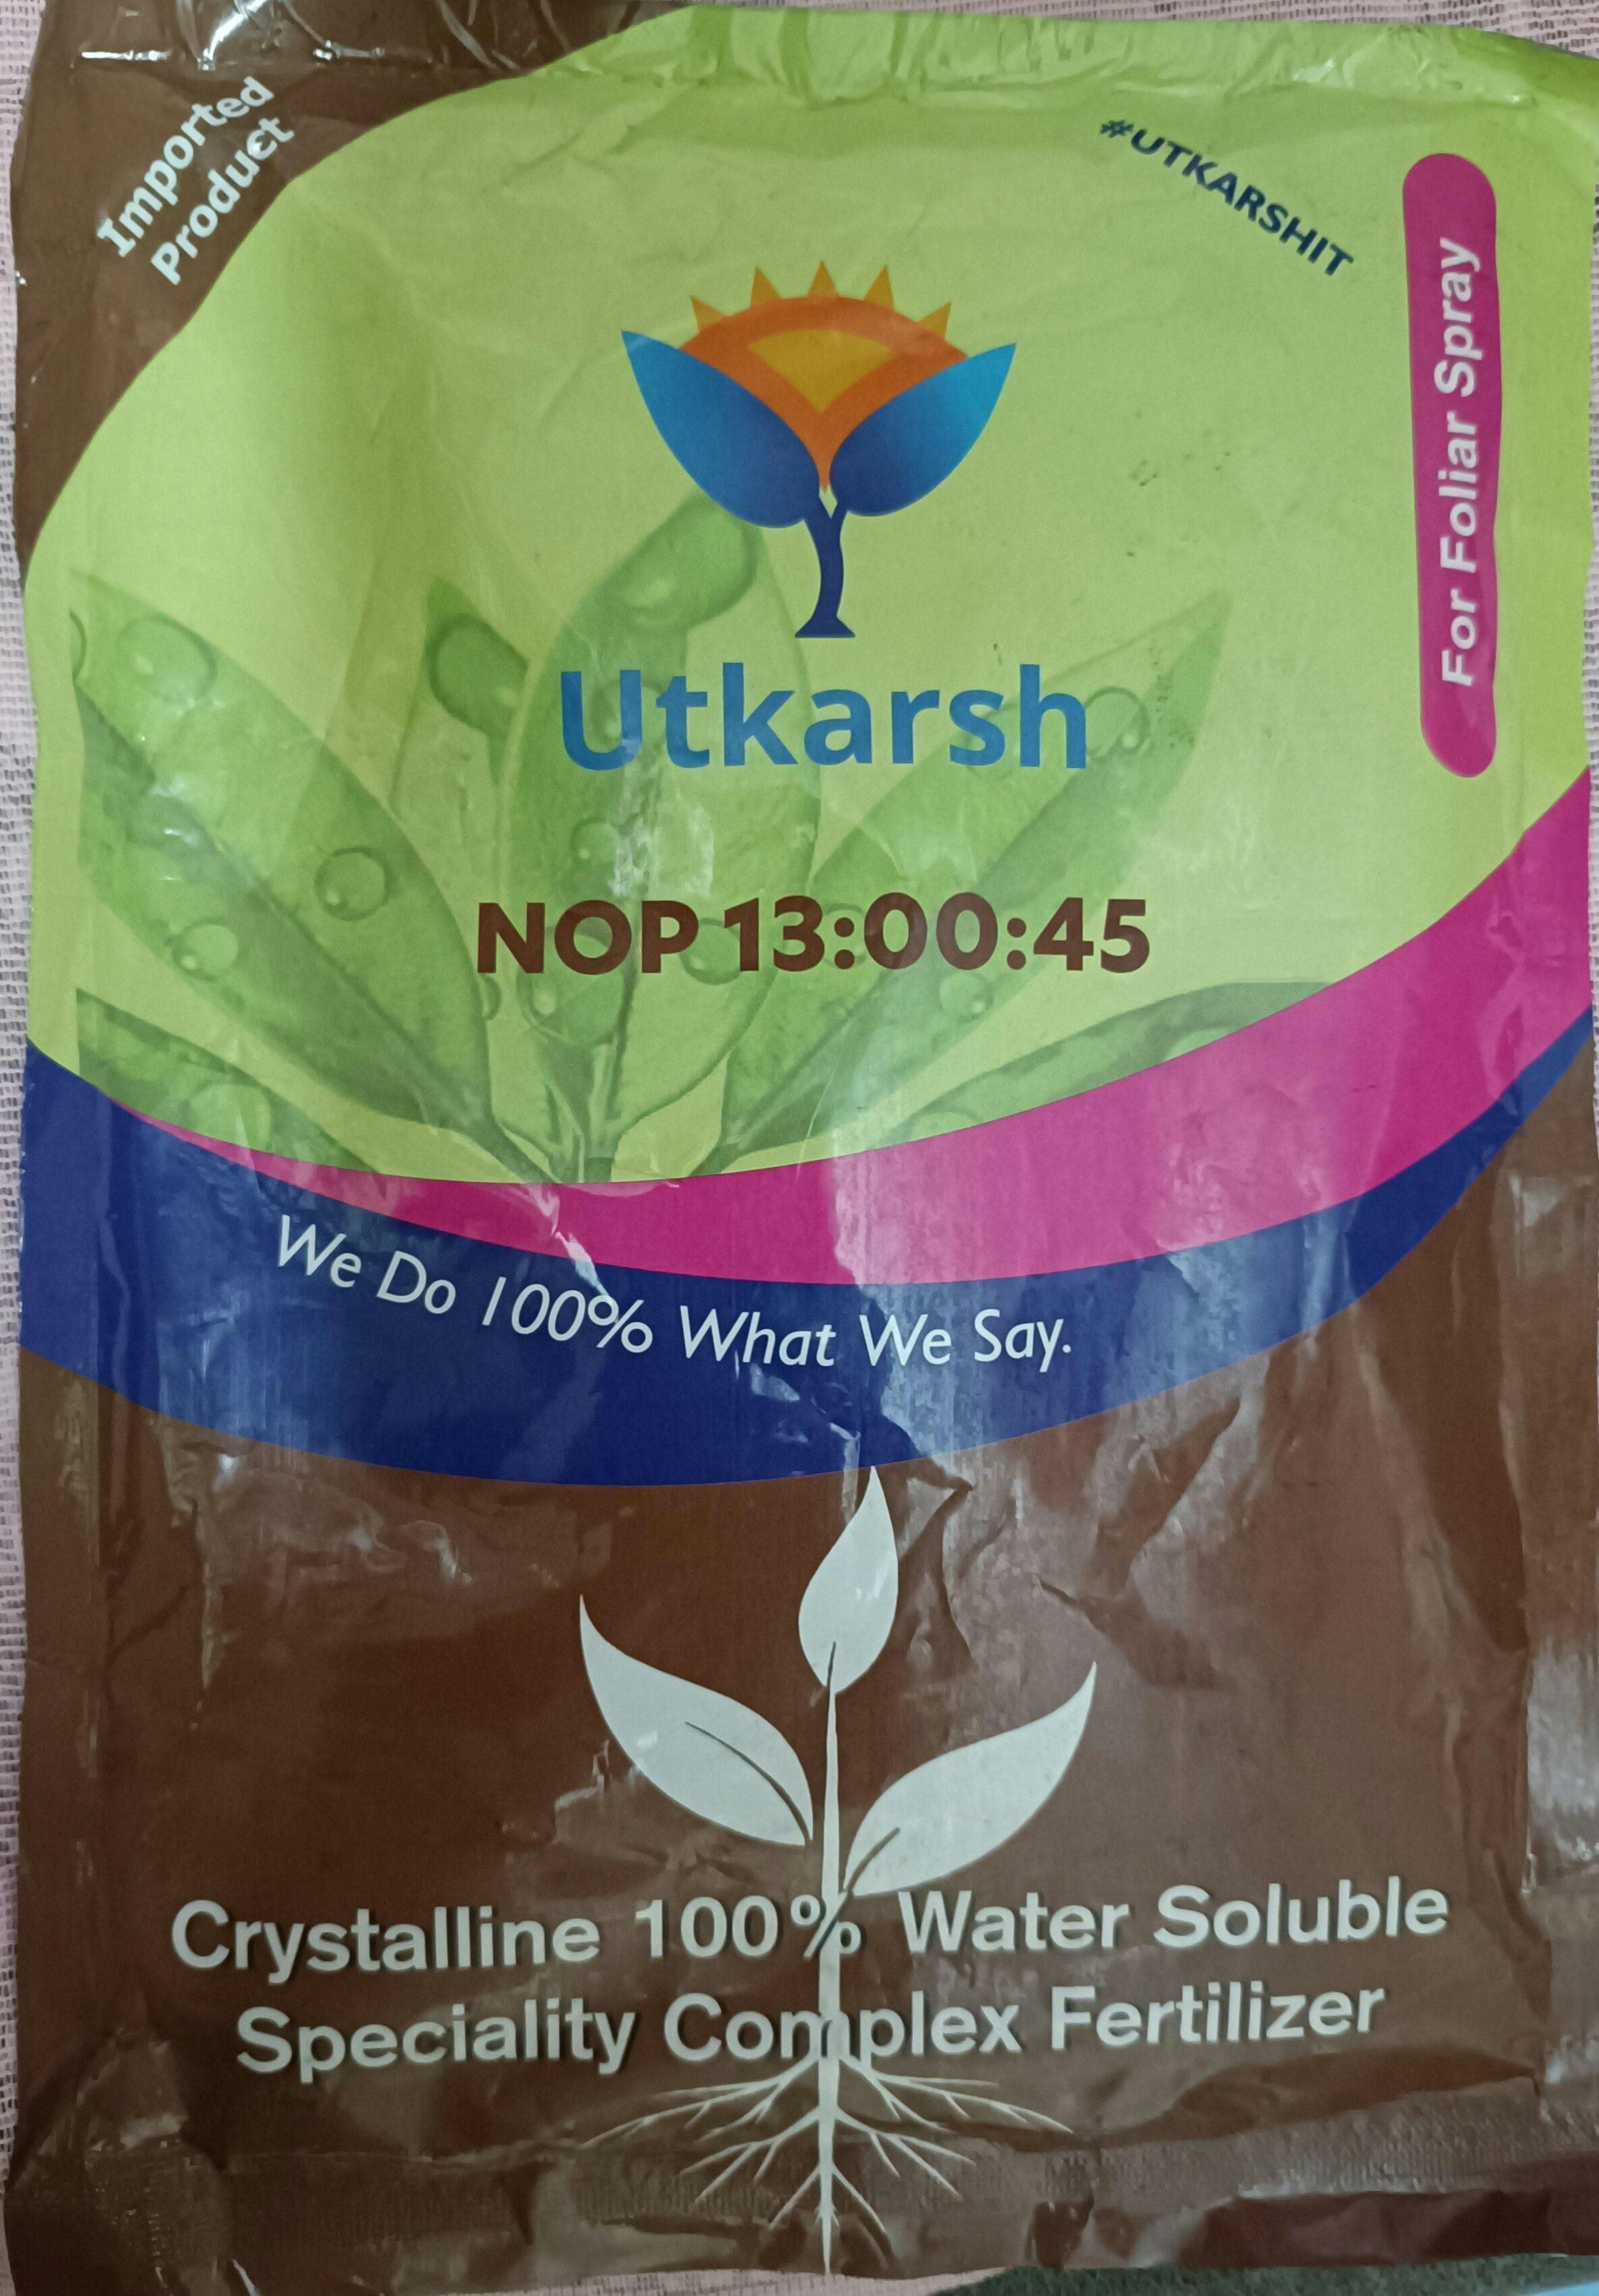 Imported
Product
#UTKARSHIT
For Foliar Spray
Utkarsh
NOP 13:00:45
We Do 100% What We Say.
Crystalline 100% Water Soluble
Speciality Complex Fertilizer